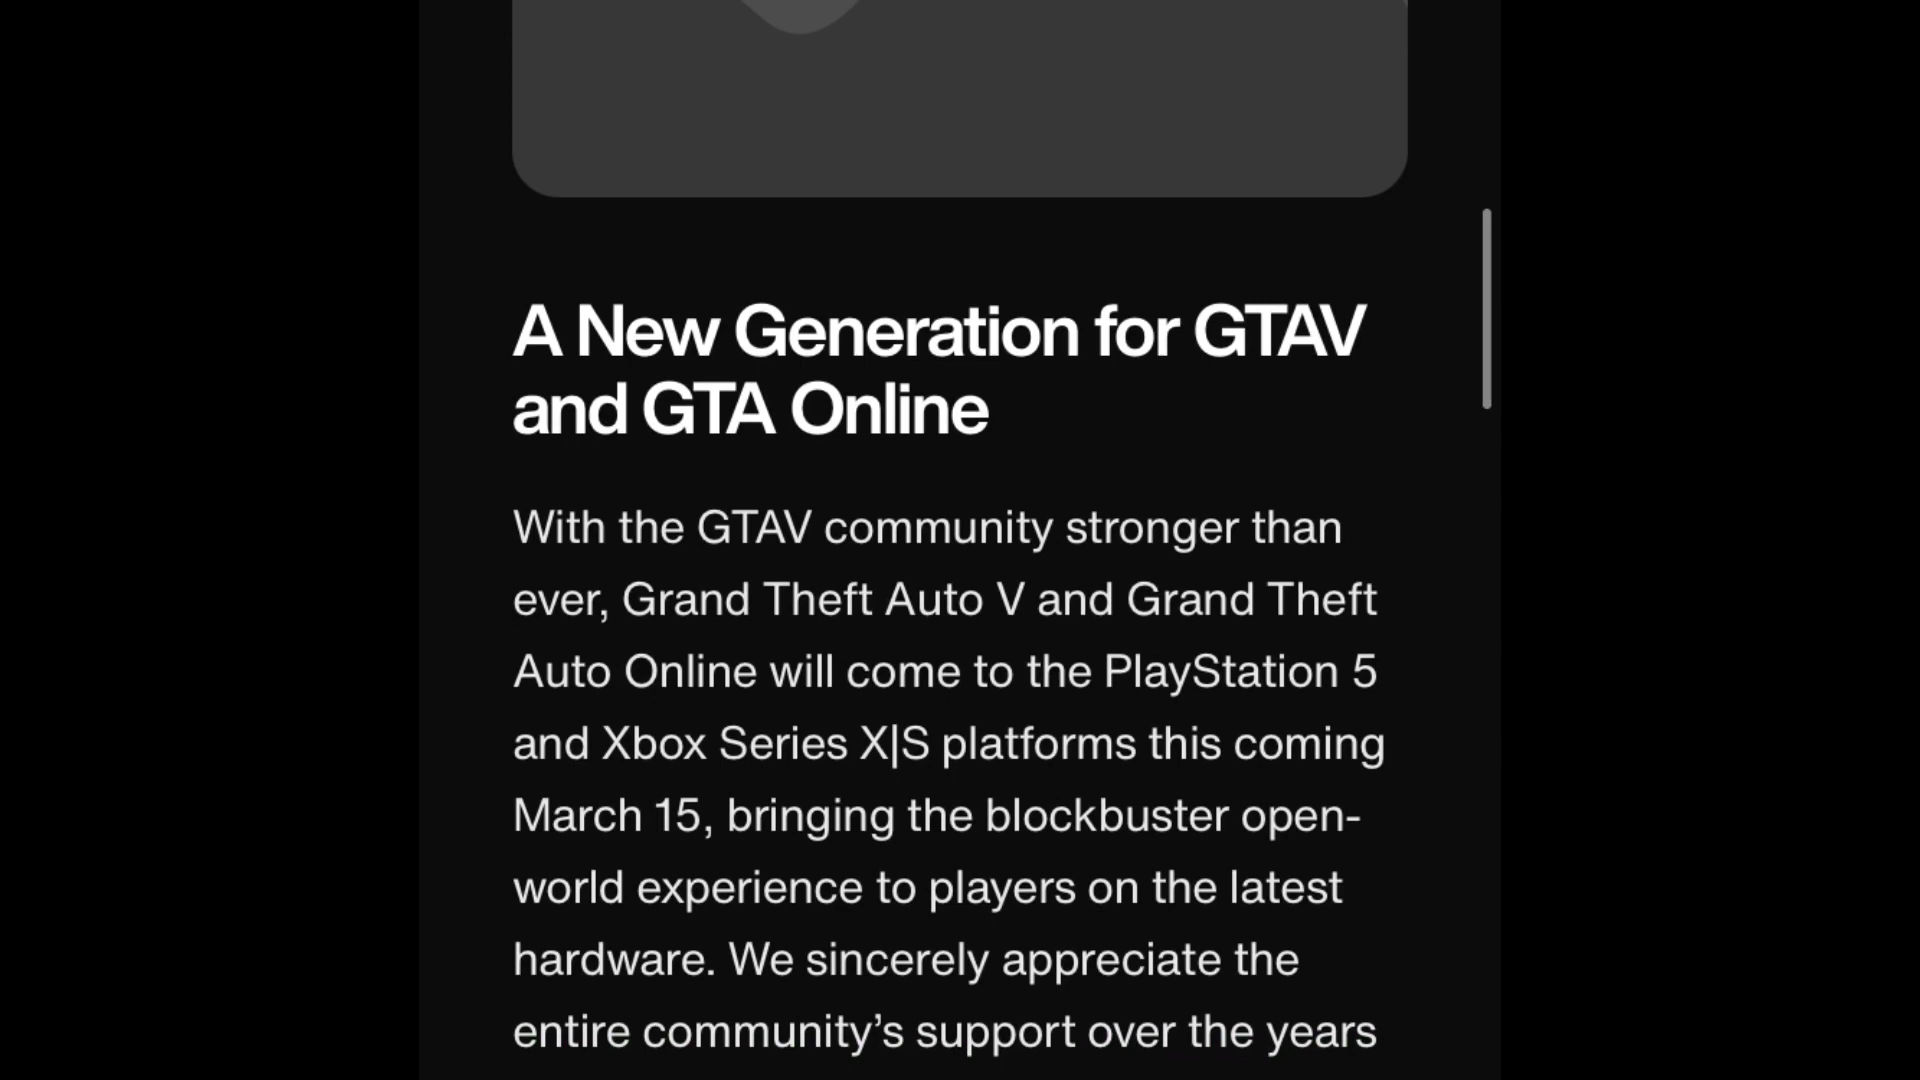 A New Generation for GTAV
and GTA Online
With the GTAV community stronger than
ever, Grand Theft Auto V and Grand Theft
Auto Online will come to the PlayStation 5
and Xbox Series X|S platforms this coming
March 15, bringing the blockbuster open-
world experience to players on the latest
hardware. We sincerely appreciate the
entire community’s support over the years